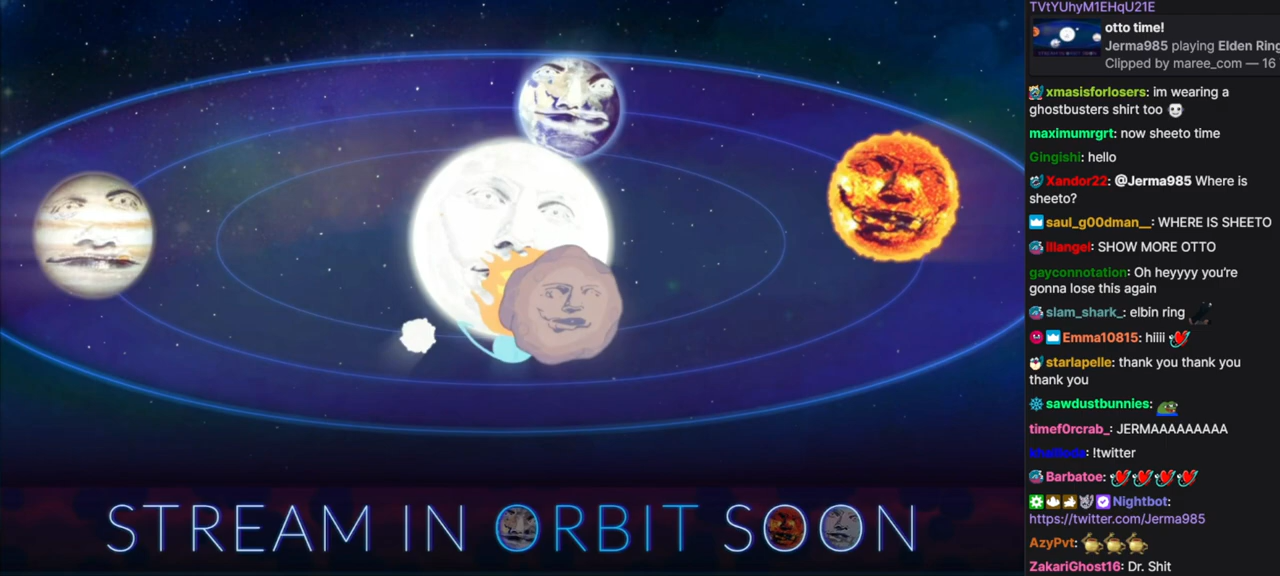 TVtYUhyM1EHqU21E
otto time!
Jerma985 playing Elden Ring
Clipped by maree_com — 16
xmasisforlosers: im wearing a
ghostbusters shirt too
maximumrgrt: now sheeto time
Gingishi: hello
Xandor22: @Jerma985 Where is
sheeto?
saul_g00dman__: WHERE IS SHEETO
SHOW MORE OTTO
gayconnotation: Oh heyyyy you're
gonna lose this again
slam_shark_: elbin ring
Emma10815: hiiii
starlapelle: thank you thank you
thank you
sawdustbunnies:
timef0rcrab_: JERMAAAAAAAAA
!twitter
Barbatoe:
Nightbot:
https://twitter.com/Jerma985
AzyPvt:
ZakariGhost16: Dr. Shit
STREAM IN ORBIT SOON